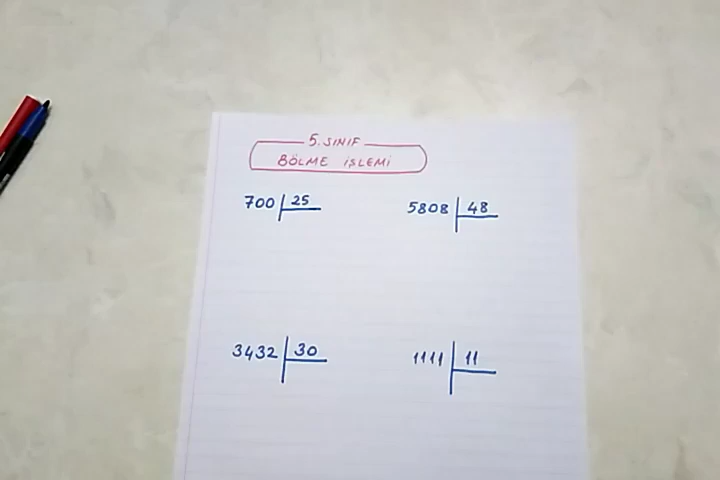 5. SINIF
BÖLME İŞLEMİ
700 25
5808 48
3432 30
1111 11